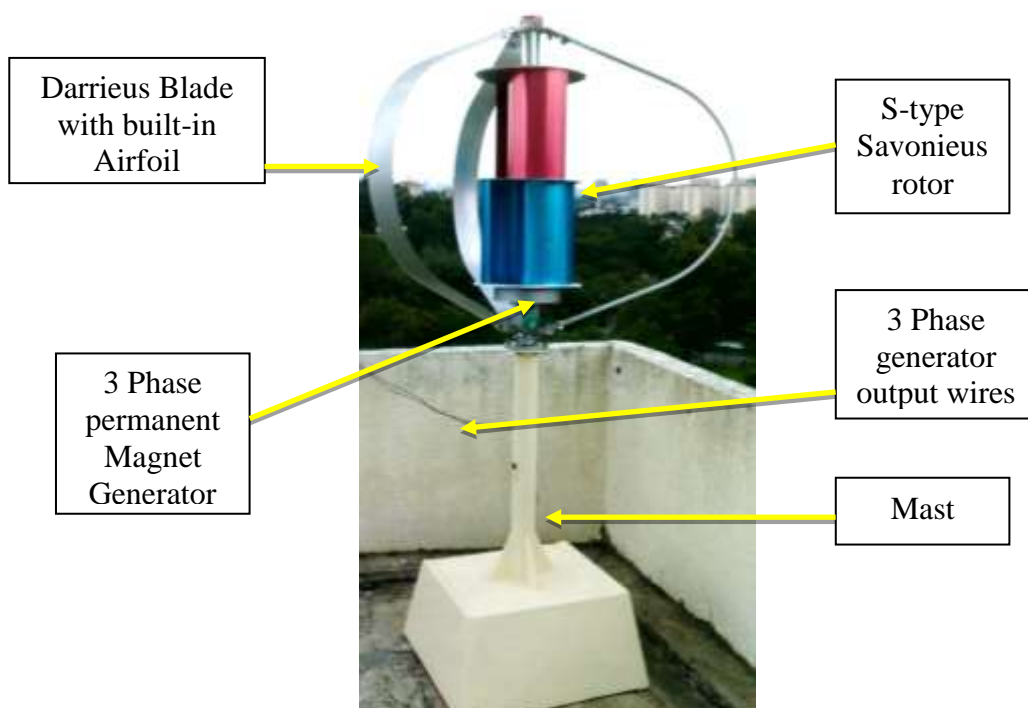 Darrieus Blade
with built-in
Airfoil
S-type
Savonieus
rotor
3 Phase
permanent
Magnet
Generator
3 Phase
generator
output wires
Mast